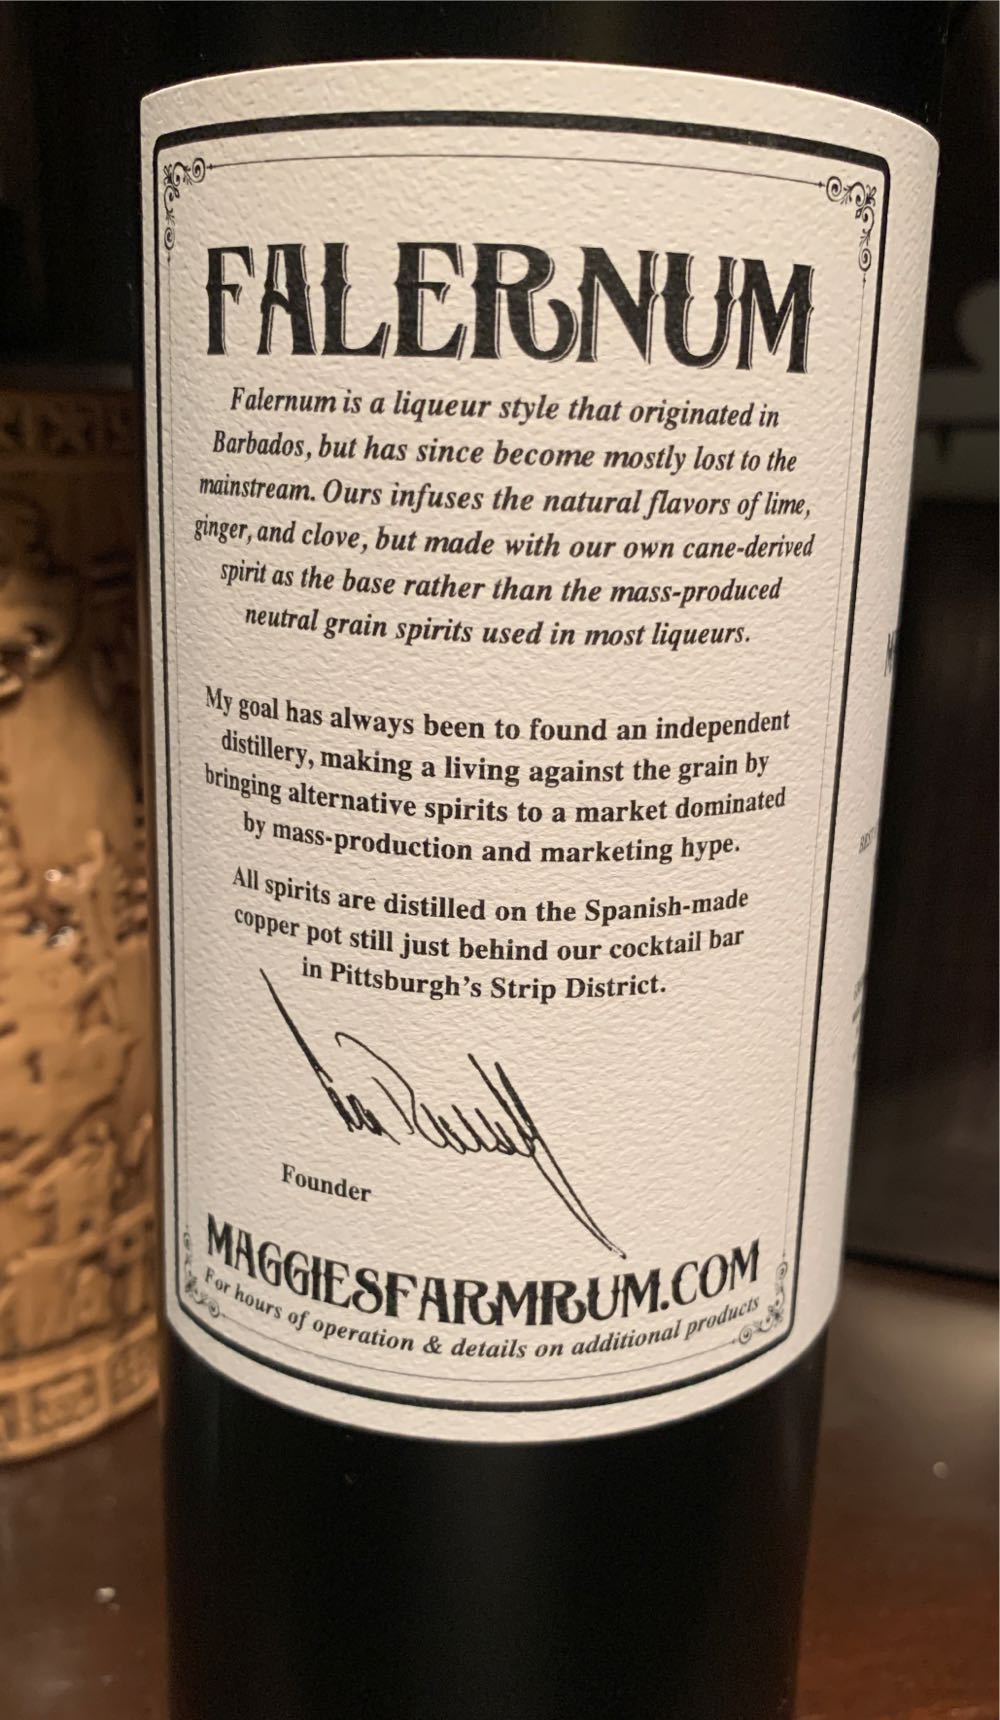 FALERNUM
Falernum is a liqueur style that originated in
Barbados, but has since become mostly lost to the
mainstream. Ours infuses the natural flavors of lime,
ginger, and clove, but made with our own cane-derived
spirit as the base rather than the mass-produced
neutral grain spirits used in most liqueurs.
My goal has always been to found an independent
distillery, making a living against the grain by
bringing alternative spirits to a market dominated
by mass-production and marketing hype.
All spirits are distilled on the Spanish-made
copper pot still just behind our cocktail bar
in Pittsburgh's Strip District.
Founder
MAGGIESFARMRUM.COM
For hours of operation & details on additional products